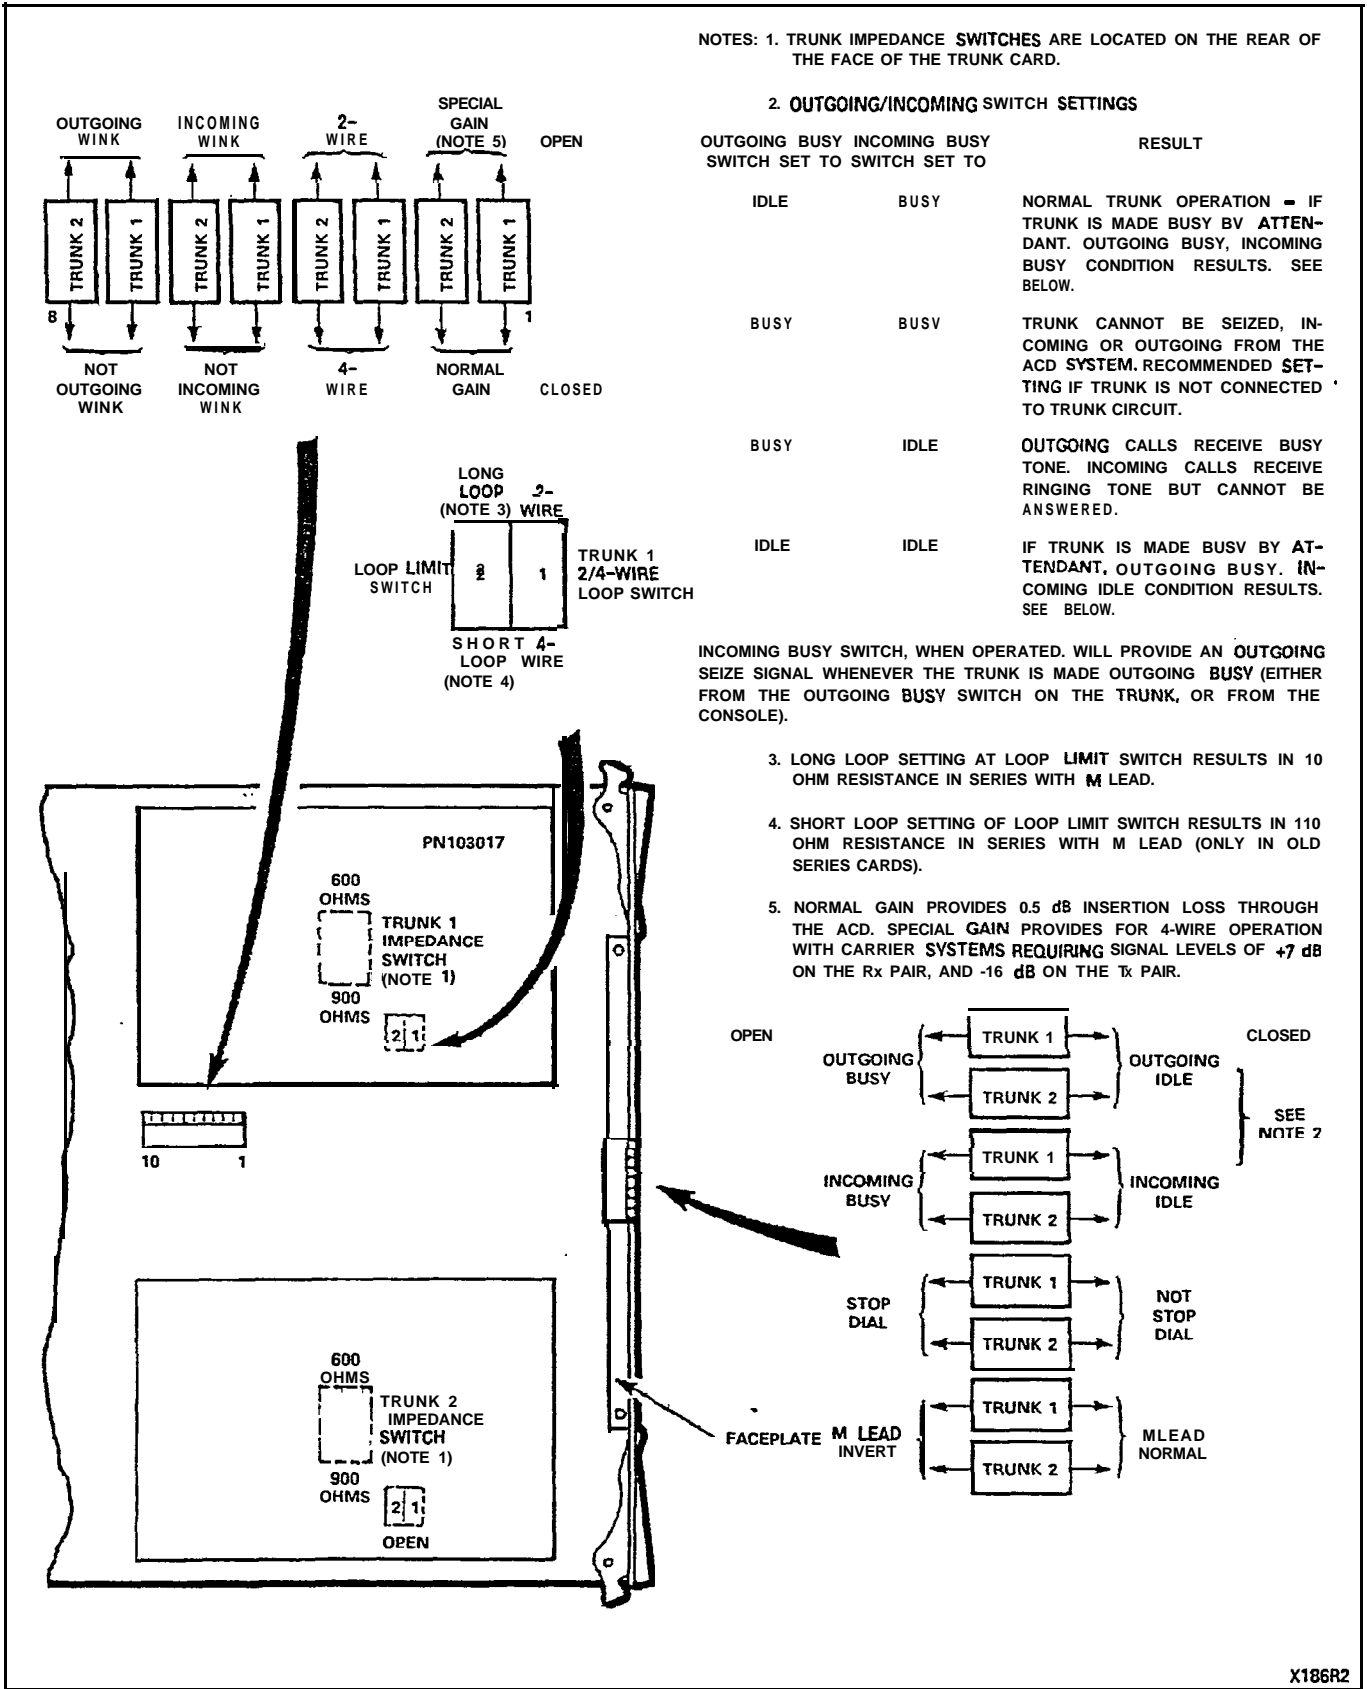 NOTES: 1. TRUNK IMPEDANCE SWITCHES ARE LOCATED ON THE REAR OF
THE FACE OF THE TRUNK CARD.
2. OUTGOING/INCOMING SWITCH SETTINGS
OUTGOING BUSY INCOMING BUSY RESULT
SWITCH SET TO SWITCH SET TO
IDLE BUSY NORMAL TRUNK OPERATION - IF
TRUNK IS MADE BUSY BV ATTEN-
DANT. OUTGOING BUSY, INCOMING
BUSY CONDITION RESULTS. SEE
BELOW.
BUSY BUSV TRUNK CANNOT BE SEIZED, IN-
COMING OR OUTGOING FROM THE
ACD SYSTEM. RECOMMENDED SET-
TING IF TRUNK IS NOT CONNECTED
TO TRUNK CIRCUIT.
BUSY IDLE OUTGOING CALLS RECEIVE BUSY
TONE. INCOMING CALLS RECEIVE
RINGING TONE BUT CANNOT BE
ANSWERED.
IDLE IDLE IF TRUNK IS MADE BUSV BY AT-
TENDANT, OUTGOING BUSY. IN-
COMING IDLE CONDITION RESULTS.
SEE BELOW.
INCOMING BUSY SWITCH, WHEN OPERATED. WILL PROVIDE AN OUTGOING
SEIZE SIGNAL WHENEVER THE TRUNK IS MADE OUTGOING BUSY (EITHER
FROM THE OUTGOING BUSY SWITCH ON THE TRUNK, OR FROM THE
CONSOLE).
3. LONG LOOP SETTING AT LOOP LIMIT SWITCH RESULTS IN 10
OHM RESISTANCE IN SERIES WITH M LEAD.
4. SHORT LOOP SETTING OF LOOP LIMIT SWITCH RESULTS IN 110
OHM RESISTANCE IN SERIES WITH M LEAD (ONLY IN OLD
SERIES CARDS).
5. NORMAL GAIN PROVIDES 0.5 dB INSERTION LOSS THROUGH
THE ACD. SPECIAL GAIN PROVIDES FOR 4-WIRE OPERATION
WITH CARRIER SYSTEMS REQUIRING SIGNAL LEVELS OF +7 dB
ON THE Rx PAIR, AND -16 dB ON THE Tx PAIR.
OUTGOING
WINK
INCOMING
WINK
2-
WIRE
SPECIAL
GAIN
(NOTE 5)
OPEN
TRUNK 2
TRUNK 1
TRUNK 2
TRUNK 1
TRUNK 2
TRUNK 1
TRUNK 2
TRUNK 1
8
1
NOT
OUTGOING
WINK
NOT
INCOMING
WINK
4-
WIRE
NORMAL
GAIN
CLOSED
LONG
LOOP
(NOTE 3)
2-
WIRE
LOOP LIMIT
SWITCH
2
1
TRUNK 1
2/4-WIRE
LOOP SWITCH
SHORT
LOOP
(NOTE 4)
4-
WIRE
PN103017
600
OHMS
TRUNK 1
IMPEDANCE
SWITCH
(NOTE 1)
900
OHMS
2 1
10 1
600
OHMS
TRUNK 2
IMPEDANCE
SWITCH
(NOTE 1)
900
OHMS
2 1
OPEN
FACEPLATE
OPEN
CLOSED
OUTGOING
BUSY
TRUNK 1
TRUNK 2
OUTGOING
IDLE
SEE
NOTE 2
INCOMING
BUSY
TRUNK 1
TRUNK 2
INCOMING
IDLE
STOP
DIAL
TRUNK 1
TRUNK 2
NOT
STOP
DIAL
M LEAD
INVERT
TRUNK 1
TRUNK 2
MLEAD
NORMAL
X186R2